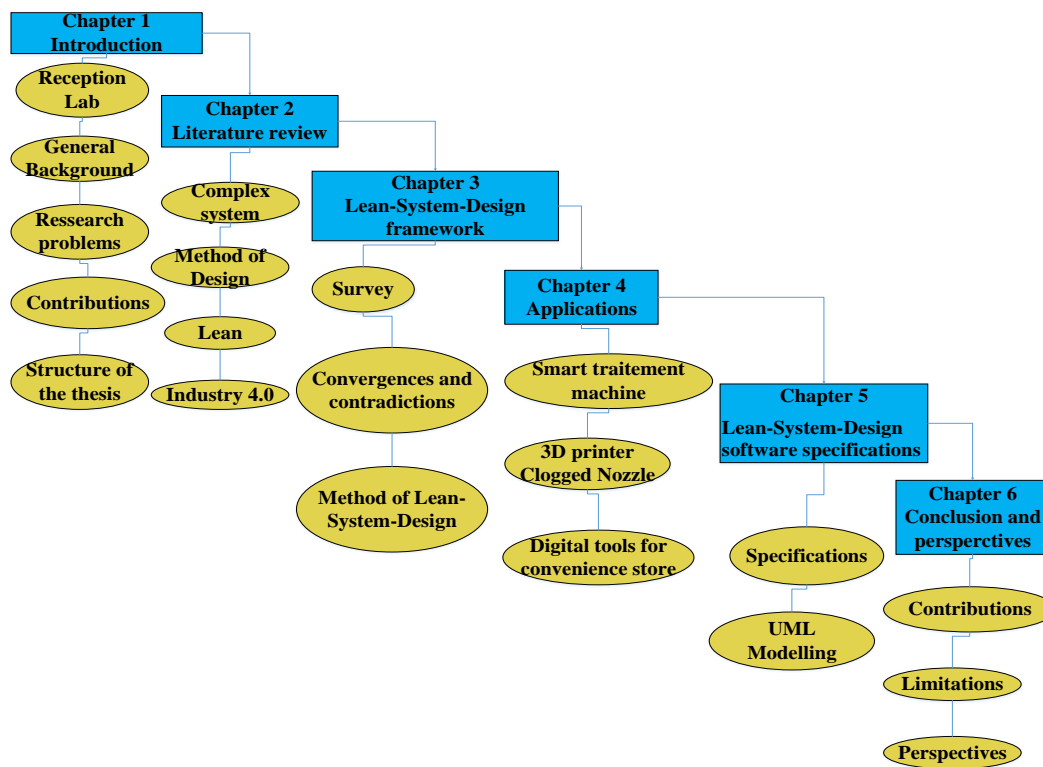 Chapter 1
Introduction
Reception
Lab
General
Background
Ressearch
problems
Contributions
Structure of
the thesis
Chapter 2
Literature review
Complex
system
Method of
Design
Lean
Industry 4.0
Chapter 3
Lean-System-Design
framework
Survey
Convergences and
contradictions
Method of Lean-
System-Design
Chapter 4
Applications
Smart traitement
machine
3D printer
Clogged Nozzle
Digital tools for
convenience store
Chapter 5
Lean-System-Design
software specifications
Specifications
UML
Modelling
Chapter 6
Conclusion and
persperctives
Contributions
Limitations
Perspectives